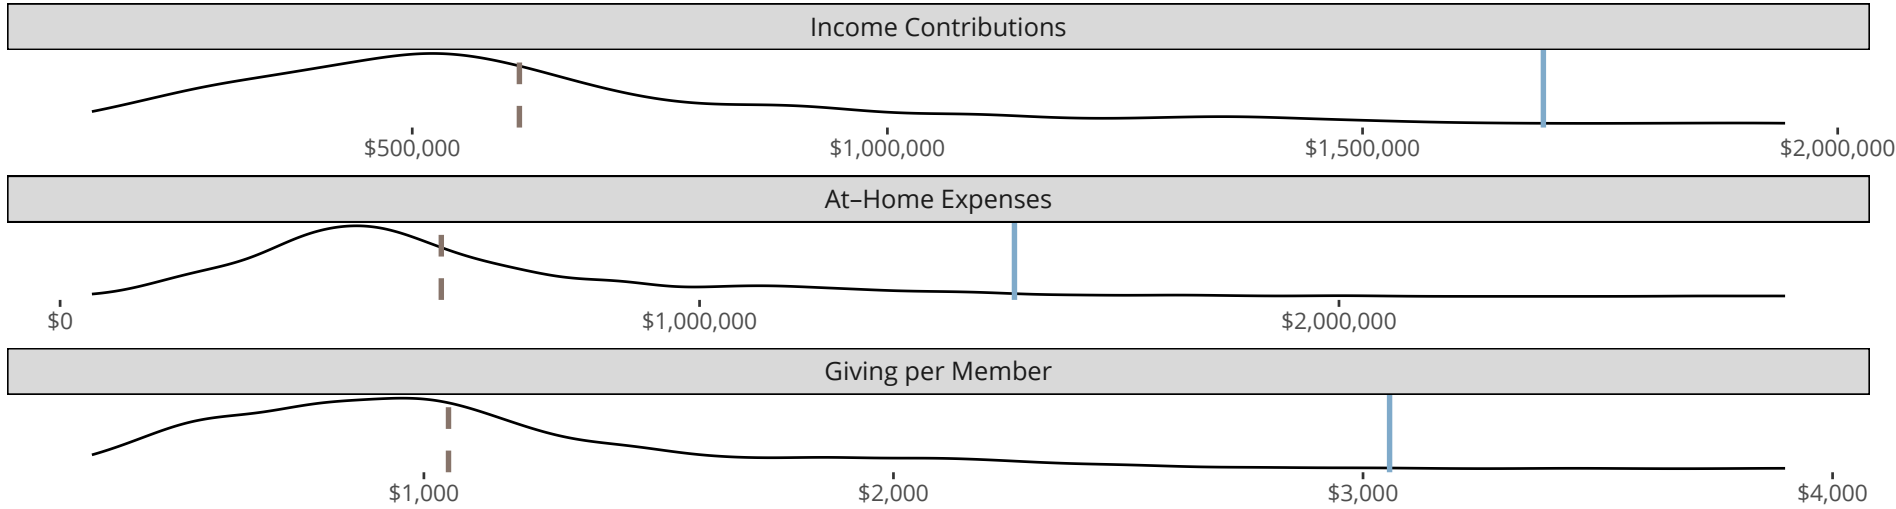 Income Contributions
$500,000 $1,000,000 $1,500,000 $2,000,000
At–Home Expenses
$0 $1,000,000 $2,000,000
Giving per Member
$1,000 $2,000 $3,000 $4,000